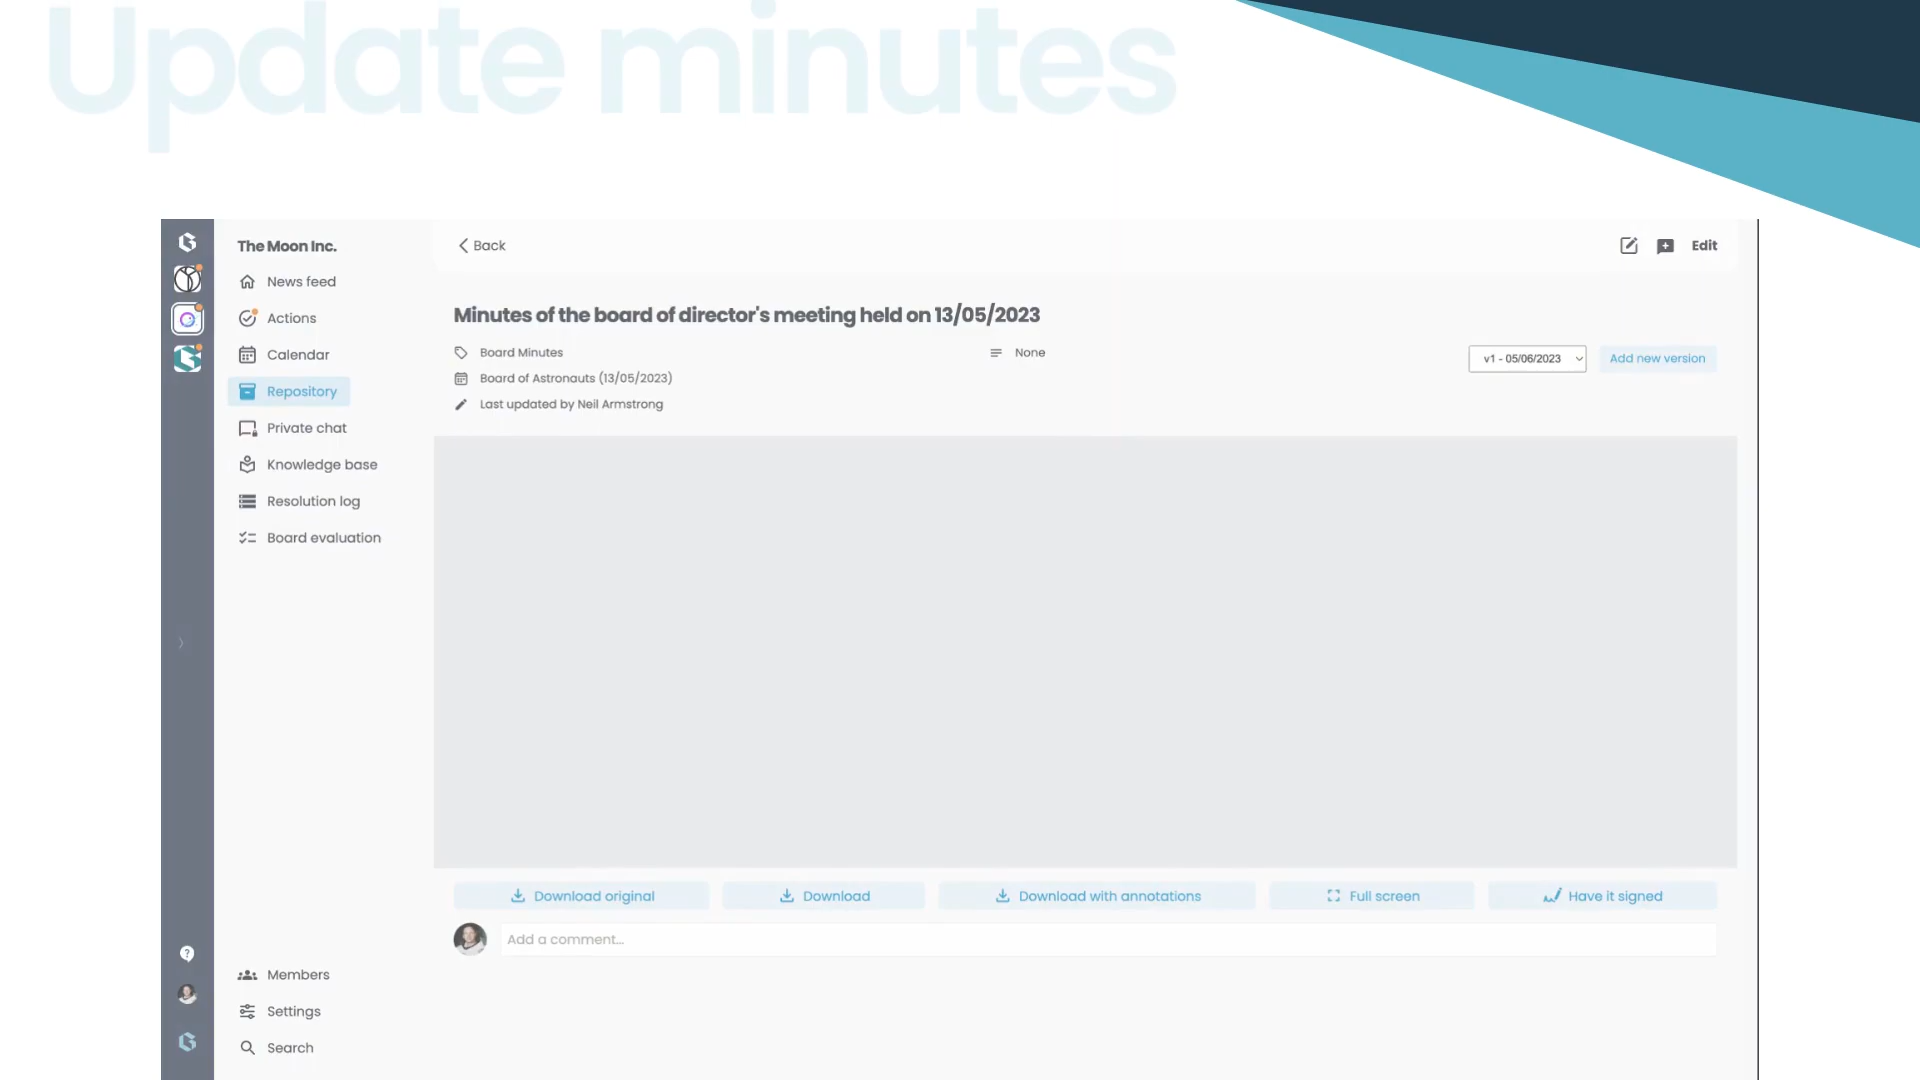 Update minutes
The Moon Inc.
News feed
Actions
Calendar
Repository
Private chat
Knowledge base
Resolution log
Board evaluation
Members
Settings
Search
Back
Edit
Minutes of the board of director's meeting held on 13/05/2023
Board Minutes
None
Board of Astronauts (13/05/2023)
Last updated by Neil Armstrong
v1 - 05/06/2023
Add new version
Download original
Download
Download with annotations
Full screen
Have it signed
Add a comment...